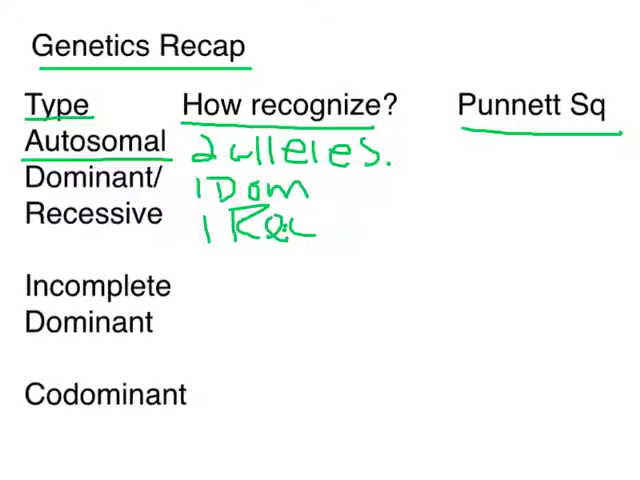 Genetics Recap
Type How recognize? Punnett Sq
Autosomal 2 alleles.
Dominant/ 1 Dom
Recessive 1 Rec
Incomplete
Dominant
Codominant